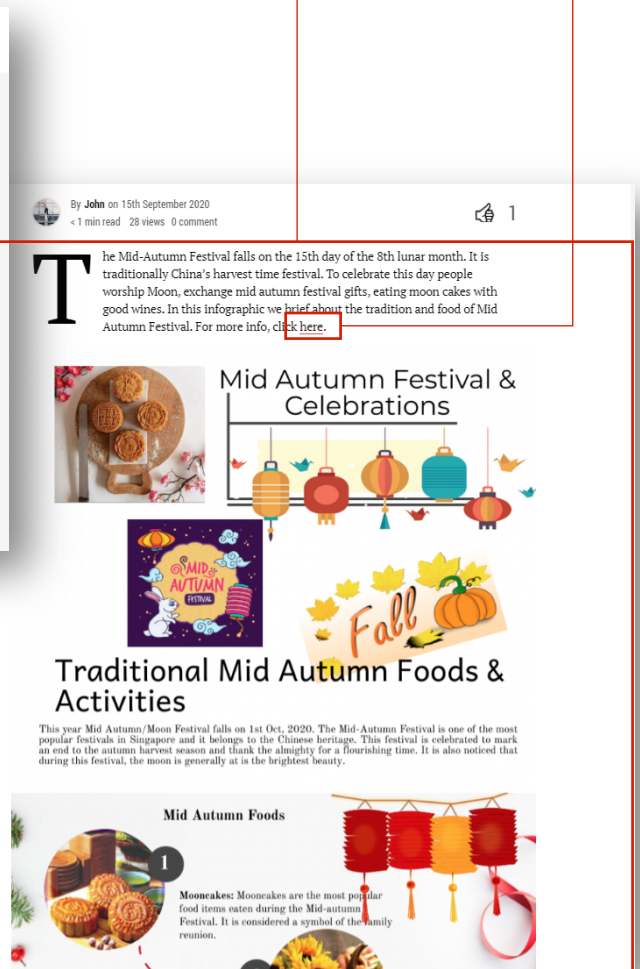 By John on 15th September 2020
< 1 min read 28 views 0 comment
1
The Mid-Autumn Festival falls on the 15th day of the 8th lunar month. It is
traditionally China's harvest time festival. To celebrate this day people
worship Moon, exchange mid autumn festival gifts, eating moon cakes with
good wines. In this infographic we brief about the tradition and food of Mid
Autumn Festival. For more info, click here.
Mid Autumn Festival &
Celebrations
MID
AUTUMN
FESTIVAL
Fall
Traditional Mid Autumn Foods &
Activities
This year Mid Autumn/Moon Festival falls on 1st Oct, 2020. The Mid-Autumn Festival is one of the most
popular festivals in Singapore and it belongs to the Chinese heritage. This festival is celebrated to mark
an end to the autumn harvest season and thank the almighty for a flourishing time. It is also noticed that
during this festival, the moon is generally at is the brightest beauty.
Mid Autumn Foods
1
Mooncakes: Mooncakes are the most popular
food items eaten during the Mid-autumn
Festival. It is considered a symbol of the family
reunion.